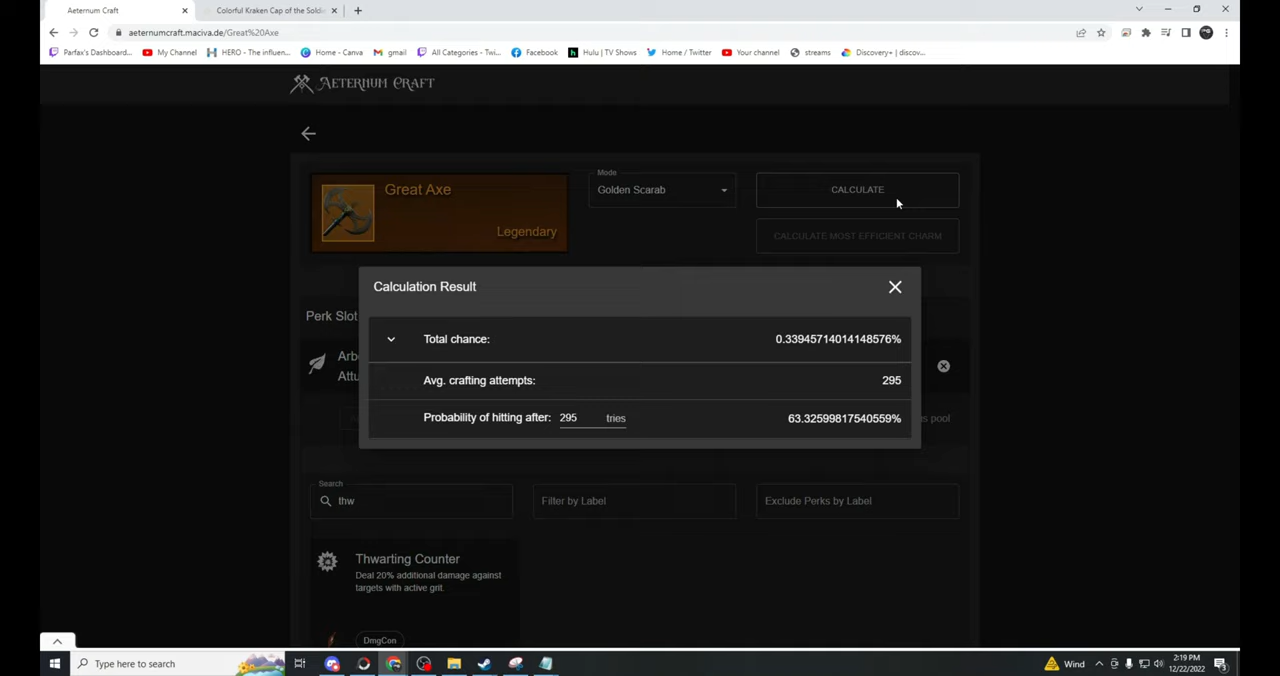 Aeternum Craft
Colorful Kraken Cap of the Soldi
aeternumcraft.maciva.de/Great%20Axe
Parfax's Dashboard...
My Channel
HERO - The influen...
Home - Canva
gmail
All Categories - Twi...
Facebook
Hulu | TV Shows
Home / Twitter
Your channel
streams
Discovery+ | discov...
AETERNUM CRAFT
Great Axe
Legendary
Mode
Golden Scarab
CALCULATE
CALCULATE MOST EFFICIENT CHARM
Calculation Result
Total chance: 0.33945714014148576%
Avg. crafting attempts: 295
Probability of hitting after: 295 tries 63.32599817540559%
Perk Slot
Arb
Attu
s pool
Search
thw
Filter by Label
Exclude Perks by Label
Thwarting Counter
Deal 20% additional damage against
targets with active grit.
DmgCon
Type here to search
Wind
2:19 PM
12/22/2022